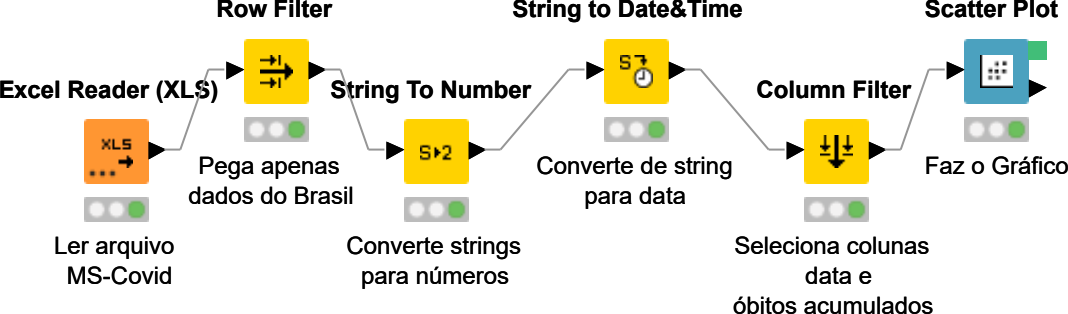 Row Filter
String to Date&Time
Scatter Plot
Excel Reader (XLS)
String To Number
Column Filter
XLS
S
S 2
Pega apenas
dados do Brasil
Converte de string
para data
Faz o Gráfico
Ler arquivo
MS-Covid
Converte strings
para números
Seleciona colunas
data e
óbitos acumulados